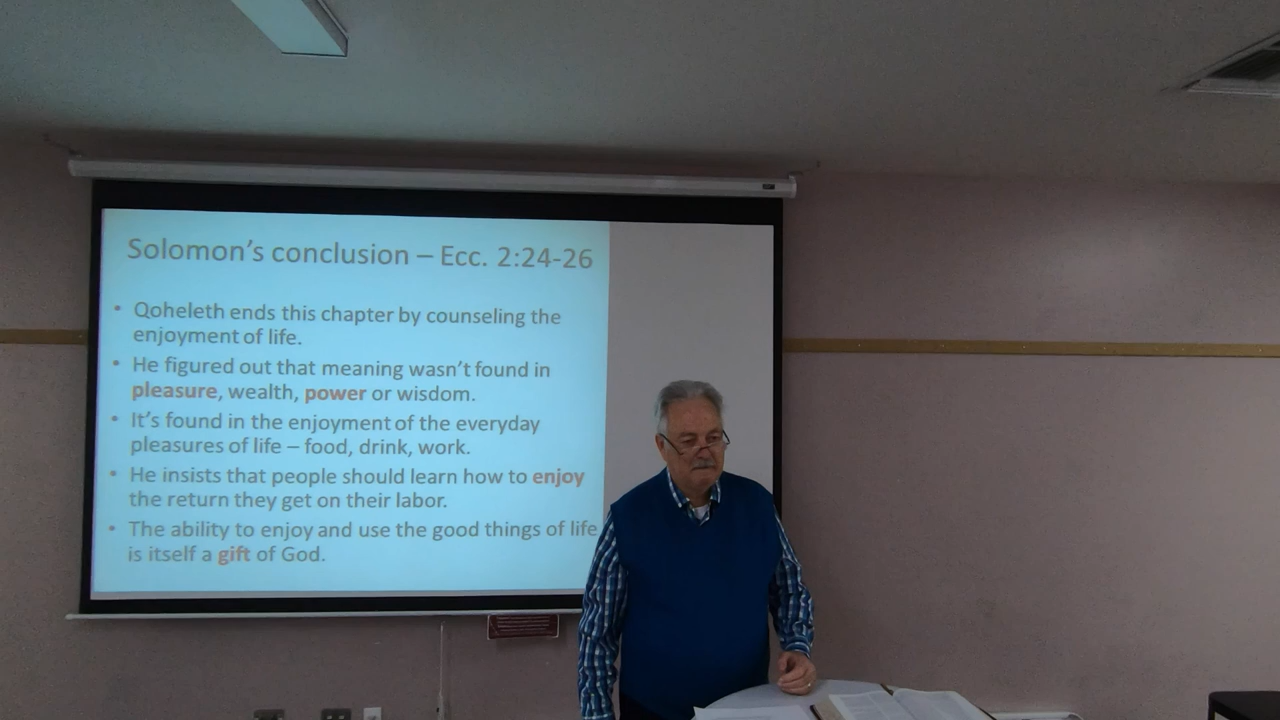 Solomon's conclusion – Ecc. 2:24-26
• Qoheleth ends this chapter by counseling the
enjoyment of life.
• He figured out that meaning wasn't found in
pleasure, wealth, power or wisdom.
• It's found in the enjoyment of the everyday
pleasures of life – food, drink, work.
• He insists that people should learn how to enjoy
the return they get on their labor.
• The ability to enjoy and use the good things of life
is itself a gift of God.